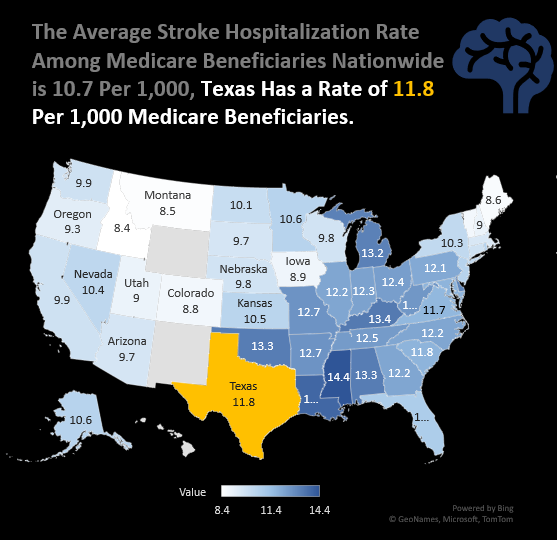 The Average Stroke Hospitalization Rate
Among Medicare Beneficiaries Nationwide
is 10.7 Per 1,000, Texas Has a Rate of 11.8
Per 1,000 Medicare Beneficiaries.
9.9
Montana
8.5
10.1
10.6
8.6
Oregon
9.3
8.4
9.7
9.8
9
10.3
13.2
Iowa
8.9
Nebraska
9.8
12.1
Nevada
10.4
Utah
9
Colorado
8.8
Kansas
10.5
12.2
12.3
12.4
1...
11.7
9.9
12.7
13.4
Arizona
9.7
13.3
12.7
12.5
12.2
11.8
Texas
11.8
1...
14.4
13.3
12.2
1...
10.6
Value
8.4
11.4
14.4
Powered by Bing
© GeoNames, Microsoft, TomTom